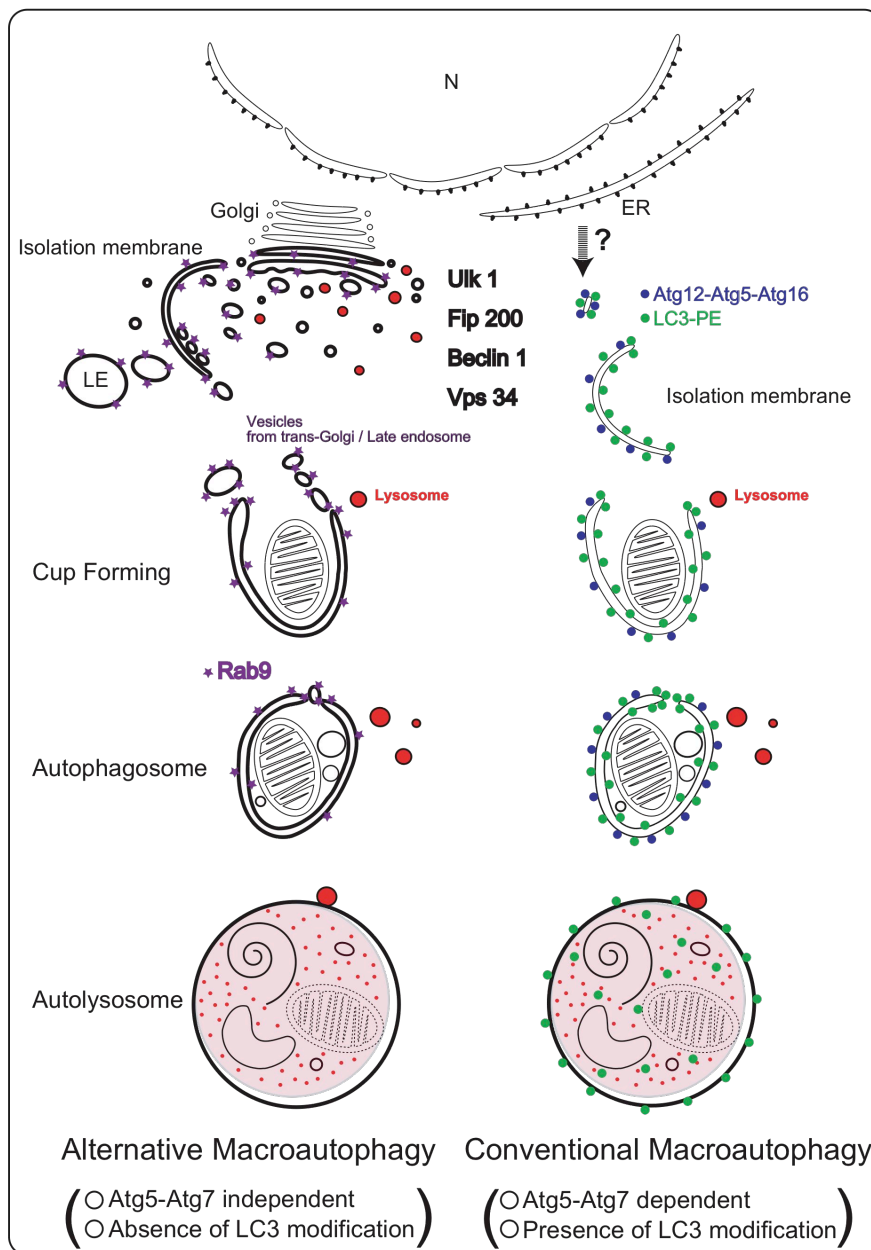 N
ER
Golgi
Isolation membrane
?
Ulk 1
Fip 200
Beclin 1
Vps 34
Atg12-Atg5-Atg16
LC3-PE
LE
Isolation membrane
Vesicles
from trans-Golgi / Late endosome
Lysosome
Lysosome
Cup Forming
Rab9
Autophagosome
Autolysosome
Alternative Macroautophagy
Atg5-Atg7 independent
Absence of LC3 modification
Conventional Macroautophagy
Atg5-Atg7 dependent
Presence of LC3 modification